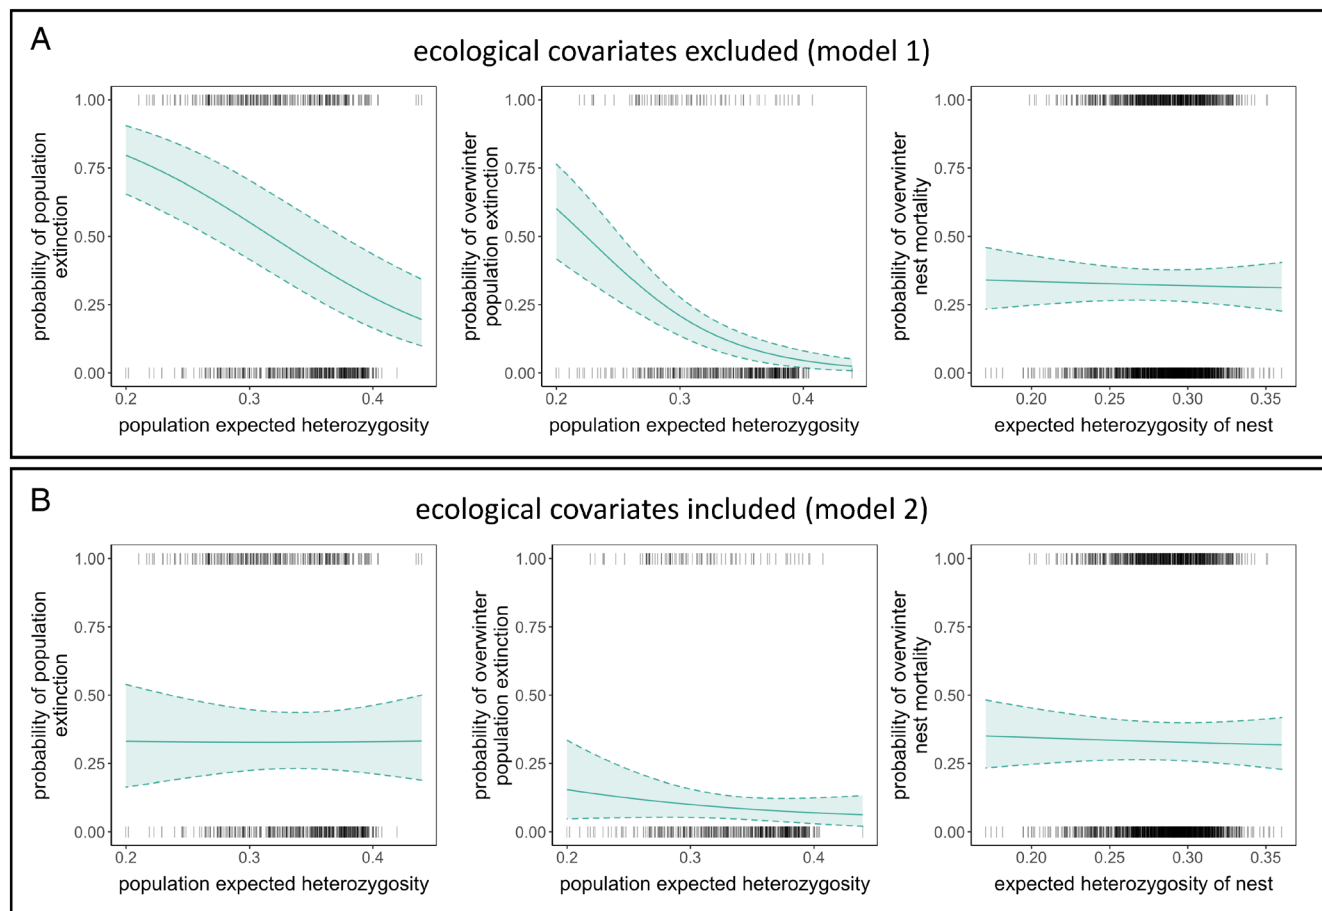 A
ecological covariates excluded (model 1)
probability of population
extinction
1.00
0.75
0.50
0.25
0.00
0.2
0.3
0.4
population expected heterozygosity
probability of overwinter
population extinction
1.00
0.75
0.50
0.25
0.00
0.2
0.3
0.4
population expected heterozygosity
probability of overwinter
nest mortality
1.00
0.75
0.50
0.25
0.00
0.20
0.25
0.30
0.35
expected heterozygosity of nest
B
ecological covariates included (model 2)
probability of population
extinction
1.00
0.75
0.50
0.25
0.00
0.2
0.3
0.4
population expected heterozygosity
probability of overwinter
population extinction
1.00
0.75
0.50
0.25
0.00
0.2
0.3
0.4
population expected heterozygosity
probability of overwinter
nest mortality
1.00
0.75
0.50
0.25
0.00
0.20
0.25
0.30
0.35
expected heterozygosity of nest